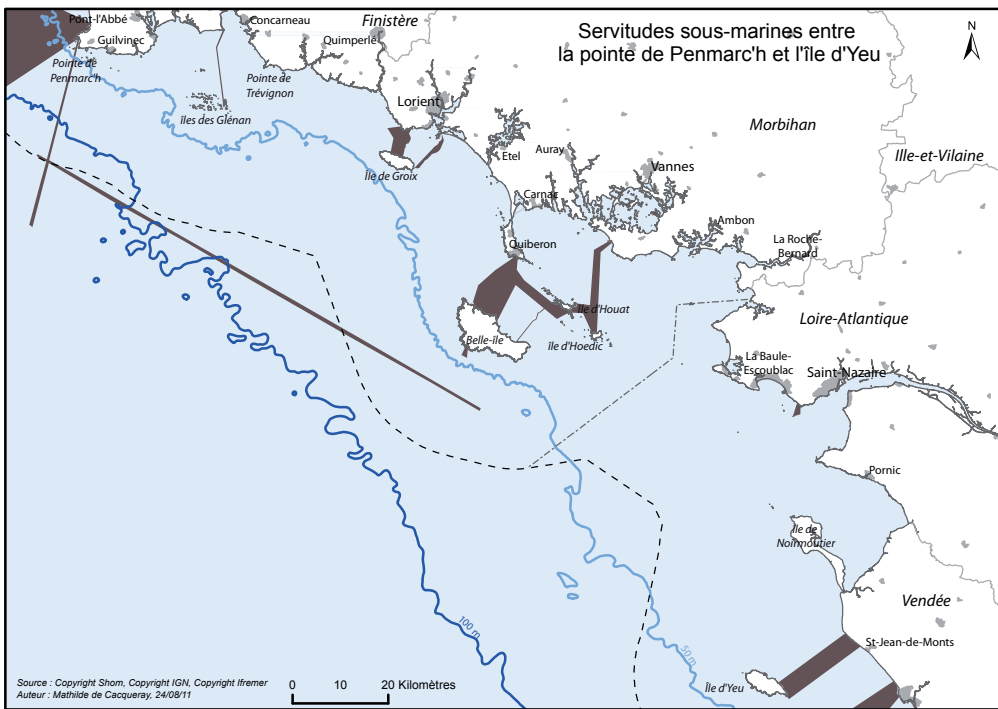 Servitudes sous-marines entre
la pointe de Penmarc'h et l'île d'Yeu
N
Pont-l'Abbé
Concarneau
Finistère
Guilvinec
Quimperlé
Pointe de
Penmarc'h
Pointe de
Trévignon
îles des Glénan
Lorient
Morbihan
Île de Groix
Etel
Auray
Vannes
Ille-et-Vilaine
Carnac
Quiberon
Ambon
La Roche-
Bernard
île d'Houat
Belle-île
île d'Hoedic
Loire-Atlantique
La Baule-
Escoublac
Saint-Nazaire
Pornic
île de
Noirmoutier
Vendée
St-Jean-de-Monts
100 m
50 m
Île d'Yeu
Source : Copyright Shom, Copyright IGN, Copyright Ifremer
Auteur : Mathilde de Cacqueray, 24/08/11
0 10 20 Kilomètres